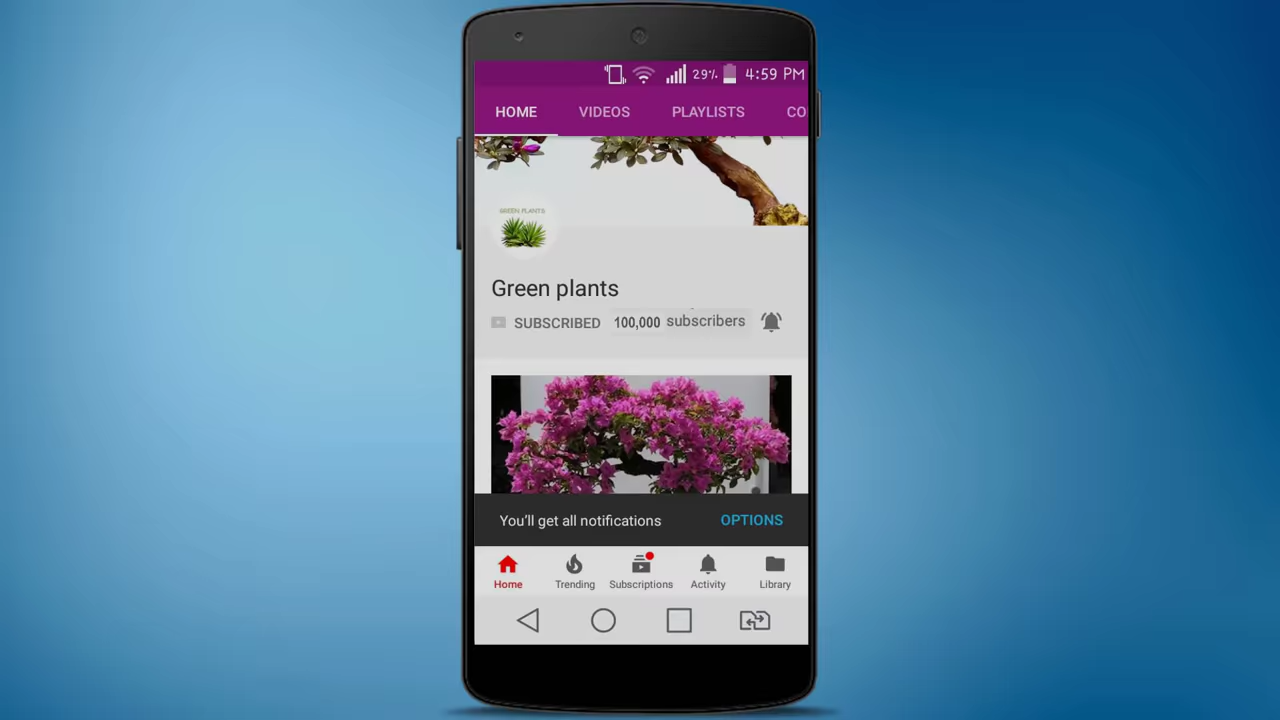 29% 4:59 PM
HOME VIDEOS PLAYLISTS CO
GREEN PLANTS
Green plants
SUBSCRIBED 100,000 subscribers
You'll get all notifications OPTIONS
Home Trending Subscriptions Activity Library